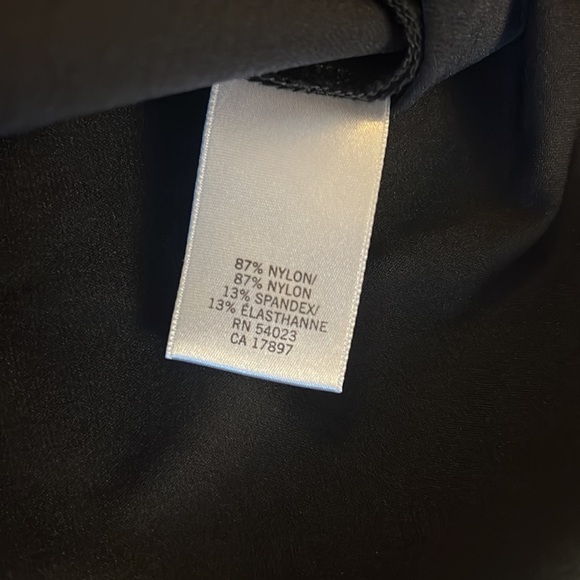 87% NYLON/
87% NYLON
13% SPANDEX/
13% ÉLASTHANNE
RN 54023
CA 17897